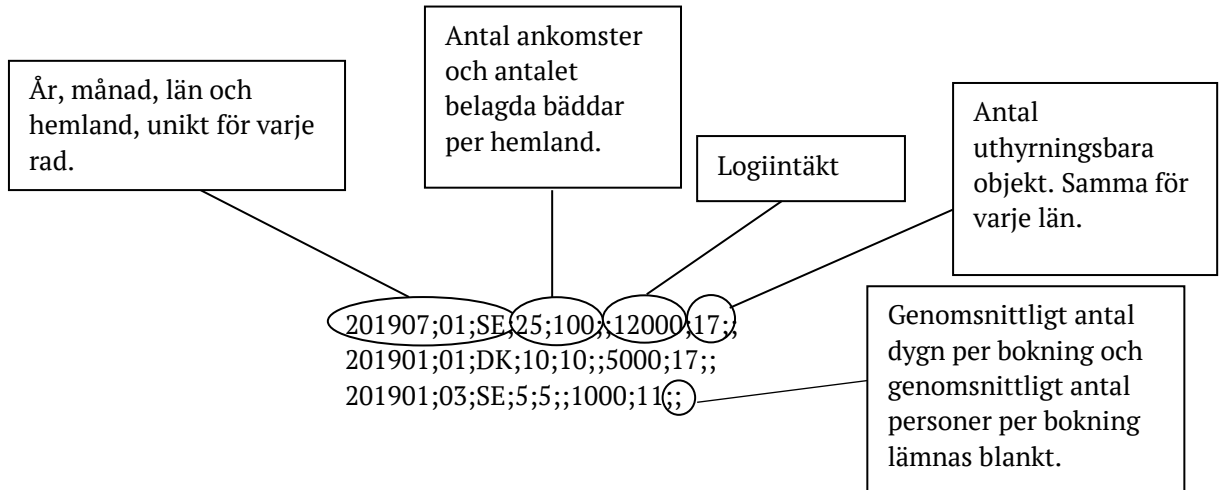 År, månad, län och
hemland, unikt för varje
rad.
Antal ankomster
och antalet
belagda bäddar
per hemland.
Logiintäkt
Antal
uthyrningsbara
objekt. Samma för
varje län.
201907;01;SE;25;100;;12000;17;;
201901;01;DK;10;10;;5000;17;;
201901;03;SE;5;5;;1000;11;;
Genomsnittligt antal
dygn per bokning och
genomsnittligt antal
personer per bokning
lämnas blankt.